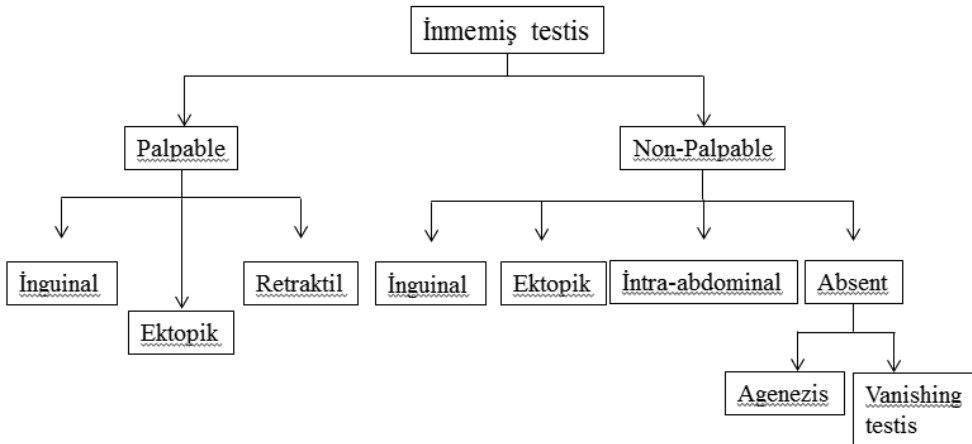 İnmemiş testis
Palpable
Non-Palpable
İnguinal
Ektopik
Retraktil
İnguinal
Ektopik
İntra-abdominal
Absent
Agenezis
Vanishing
testis